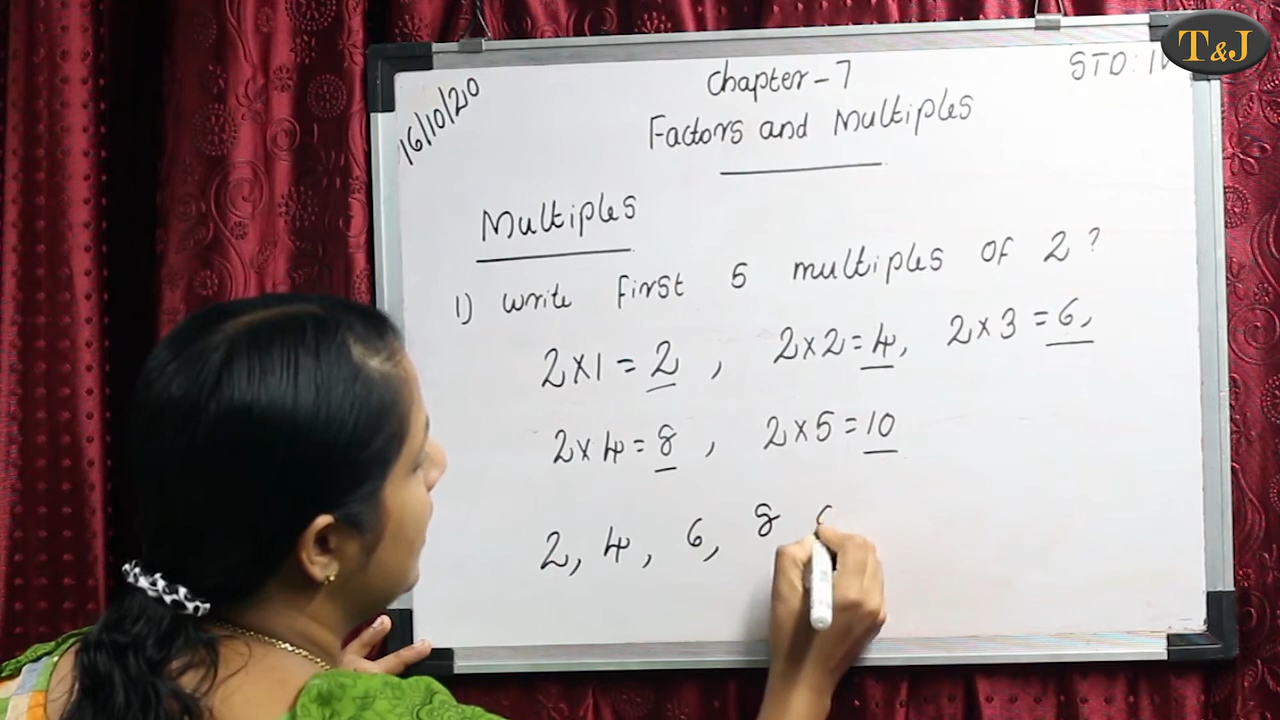 T&J
16/10/20
Chapter-7
STD: IV
Factors and Multiples
Multiples
1) Write first 5 multiples of 2?
2x1 = 2, 2x2=4, 2x3=6,
2x4=8, 2x5=10
2, 4, 6, 8